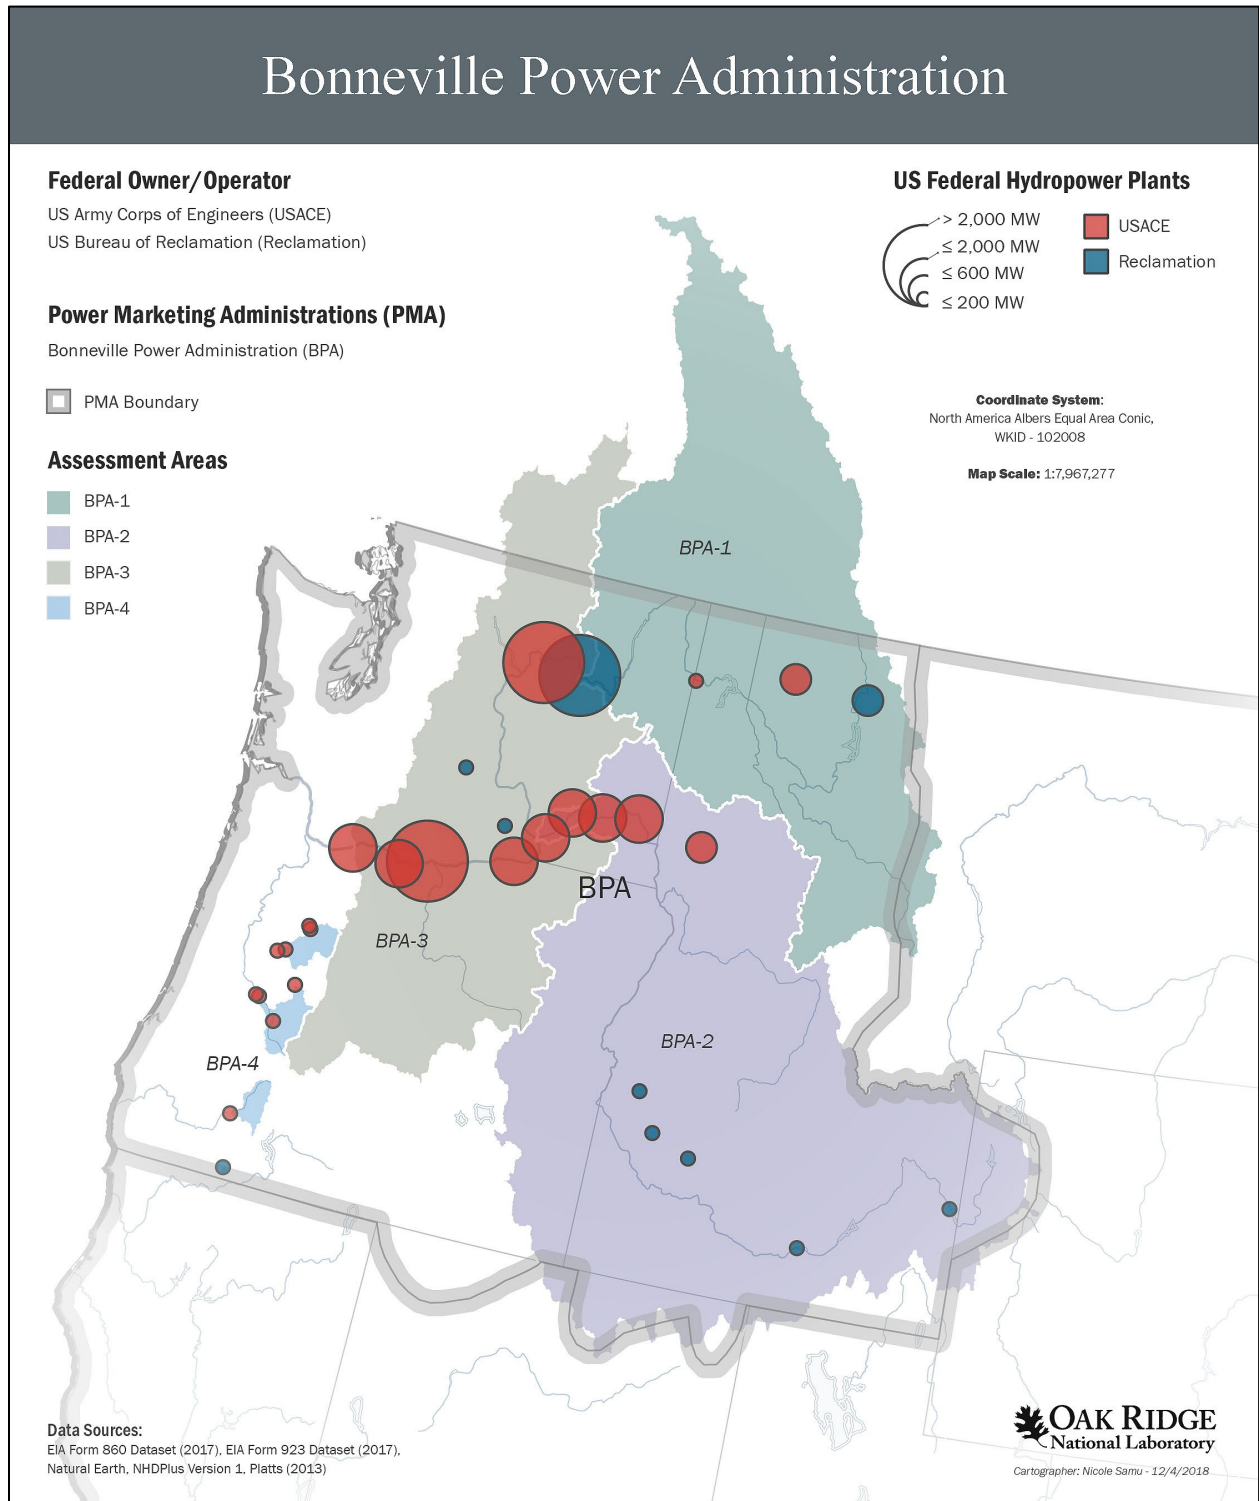 Bonneville Power Administration
Federal Owner/Operator
US Army Corps of Engineers (USACE)
US Bureau of Reclamation (Reclamation)
Power Marketing Administrations (PMA)
Bonneville Power Administration (BPA)
PMA Boundary
Assessment Areas
BPA-1
BPA-2
BPA-3
BPA-4
US Federal Hydropower Plants
> 2,000 MW
≤ 2,000 MW
≤ 600 MW
≤ 200 MW
USACE
Reclamation
Coordinate System:
North America Albers Equal Area Conic,
WKID - 102008
Map Scale: 1:7,967,277
BPA-1
BPA
BPA-3
BPA-2
BPA-4
Data Sources:
EIA Form 860 Dataset (2017), EIA Form 923 Dataset (2017),
Natural Earth, NHDPlus Version 1, Platts (2013)
OAK RIDGE
National Laboratory
Cartographer: Nicole Samu - 12/4/2018